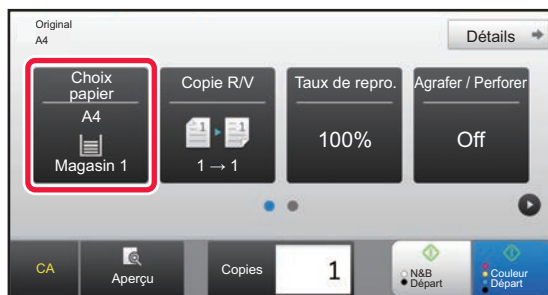 Original
A4
Détails
Choix
papier
A4
Magasin 1
Copie R/V
1 → 1
Taux de repro.
100%
Agrafer / Perforer
Off
CA
Aperçu
Copies
1
N&B
Départ
Couleur
Départ